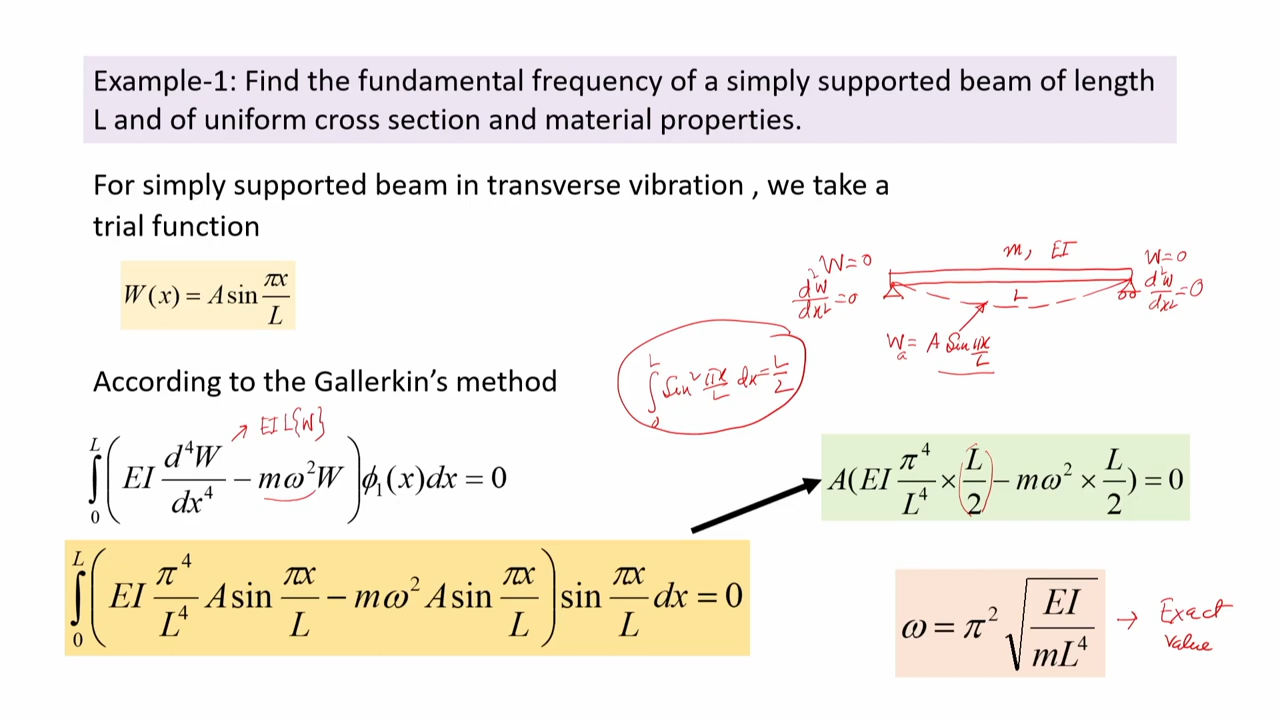 Example-1: Find the fundamental frequency of a simply supported beam of length
L and of uniform cross section and material properties.
For simply supported beam in transverse vibration , we take a
trial function
W(x) = A sin πx/L
m, EI
W=0
d²W/dx² =0
W=0
d²W/dx² =0
L
Wa = A Sin πx/L
∫₀ᴸ Sin² πx/L dx = L/2
According to the Gallerkin's method
→ EI L{W}
∫₀ᴸ ( EI d⁴W/dx⁴ − mω²W ) ϕ₁(x)dx = 0
A(EI π⁴/L⁴ × (L/2) − mω² × L/2) = 0
∫₀ᴸ ( EI π⁴/L⁴ A sin πx/L − mω² A sin πx/L ) sin πx/L dx = 0
ω = π² √(EI/mL⁴) → Exact
Value